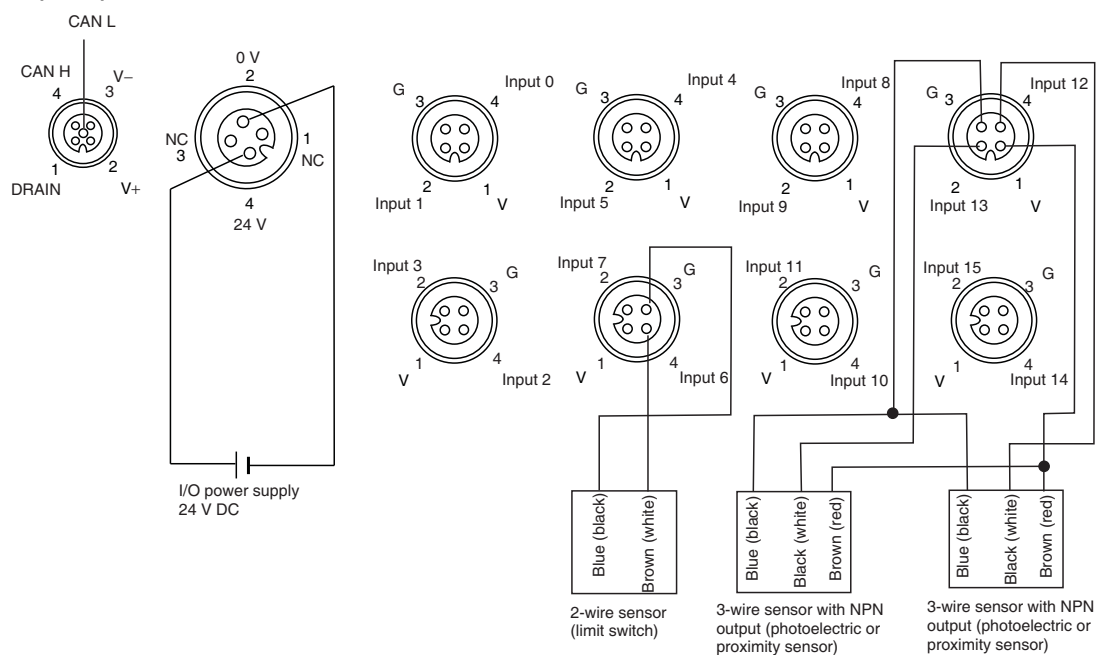 CAN L
CAN H
4
3
V−
1
2
DRAIN
V+
0 V
2
NC
3
1
NC
4
24 V
I/O power supply
24 V DC
G
3
4
Input 0
2
1
Input 1
V
G
3
4
Input 4
2
1
Input 5
V
G
3
4
Input 8
2
1
Input 9
V
G
3
4
Input 12
2
1
Input 13
V
Input 3
2
3
G
1
4
V
Input 2
Input 7
2
3
G
1
4
V
Input 6
Input 11
2
3
G
1
4
V
Input 10
Input 15
2
3
G
1
4
V
Input 14
Blue (black)
Brown (white)
2-wire sensor
(limit switch)
Blue (black)
Black (white)
Brown (red)
3-wire sensor with NPN
output (photoelectric or
proximity sensor)
Blue (black)
Black (white)
Brown (red)
3-wire sensor with NPN
output (photoelectric or
proximity sensor)